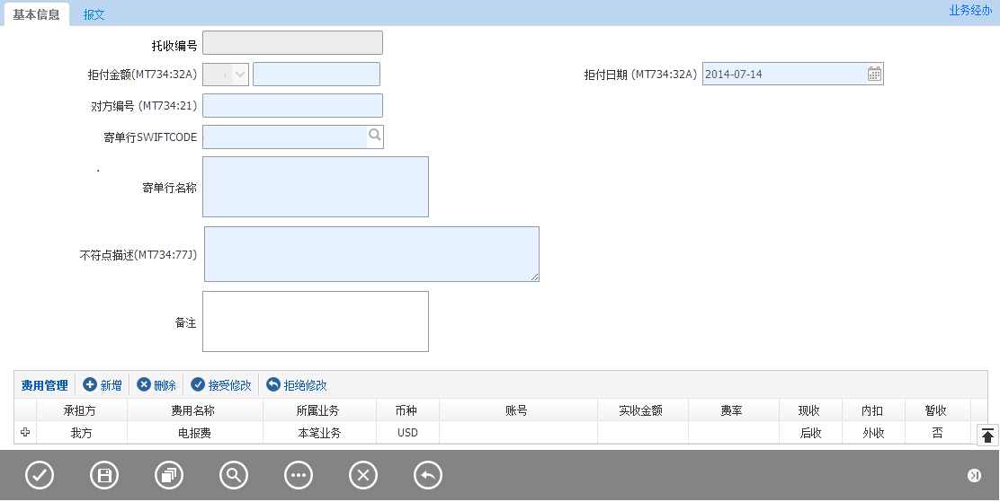 基本信息 报文 业务经办
托收编号
拒付金额(MT734:32A) 拒付日期 (MT734:32A) 2014-07-14
对方编号 (MT734:21)
寄单行SWIFTCODE
寄单行名称
不符点描述(MT734:77J)
备注
费用管理 新增 删除 接受修改 拒绝修改
承担方 费用名称 所属业务 币种 账号 实收金额 费率 现收 内扣 暂收
我方 电报费 本笔业务 USD 后收 外收 否